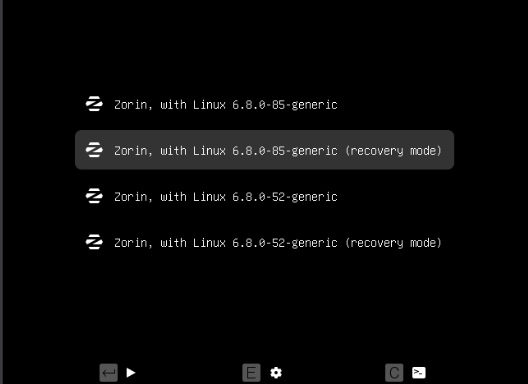 Zorin, with Linux 6.8.0-85-generic
Zorin, with Linux 6.8.0-85-generic (recovery mode)
Zorin, with Linux 6.8.0-52-generic
Zorin, with Linux 6.8.0-52-generic (recovery mode)
E C